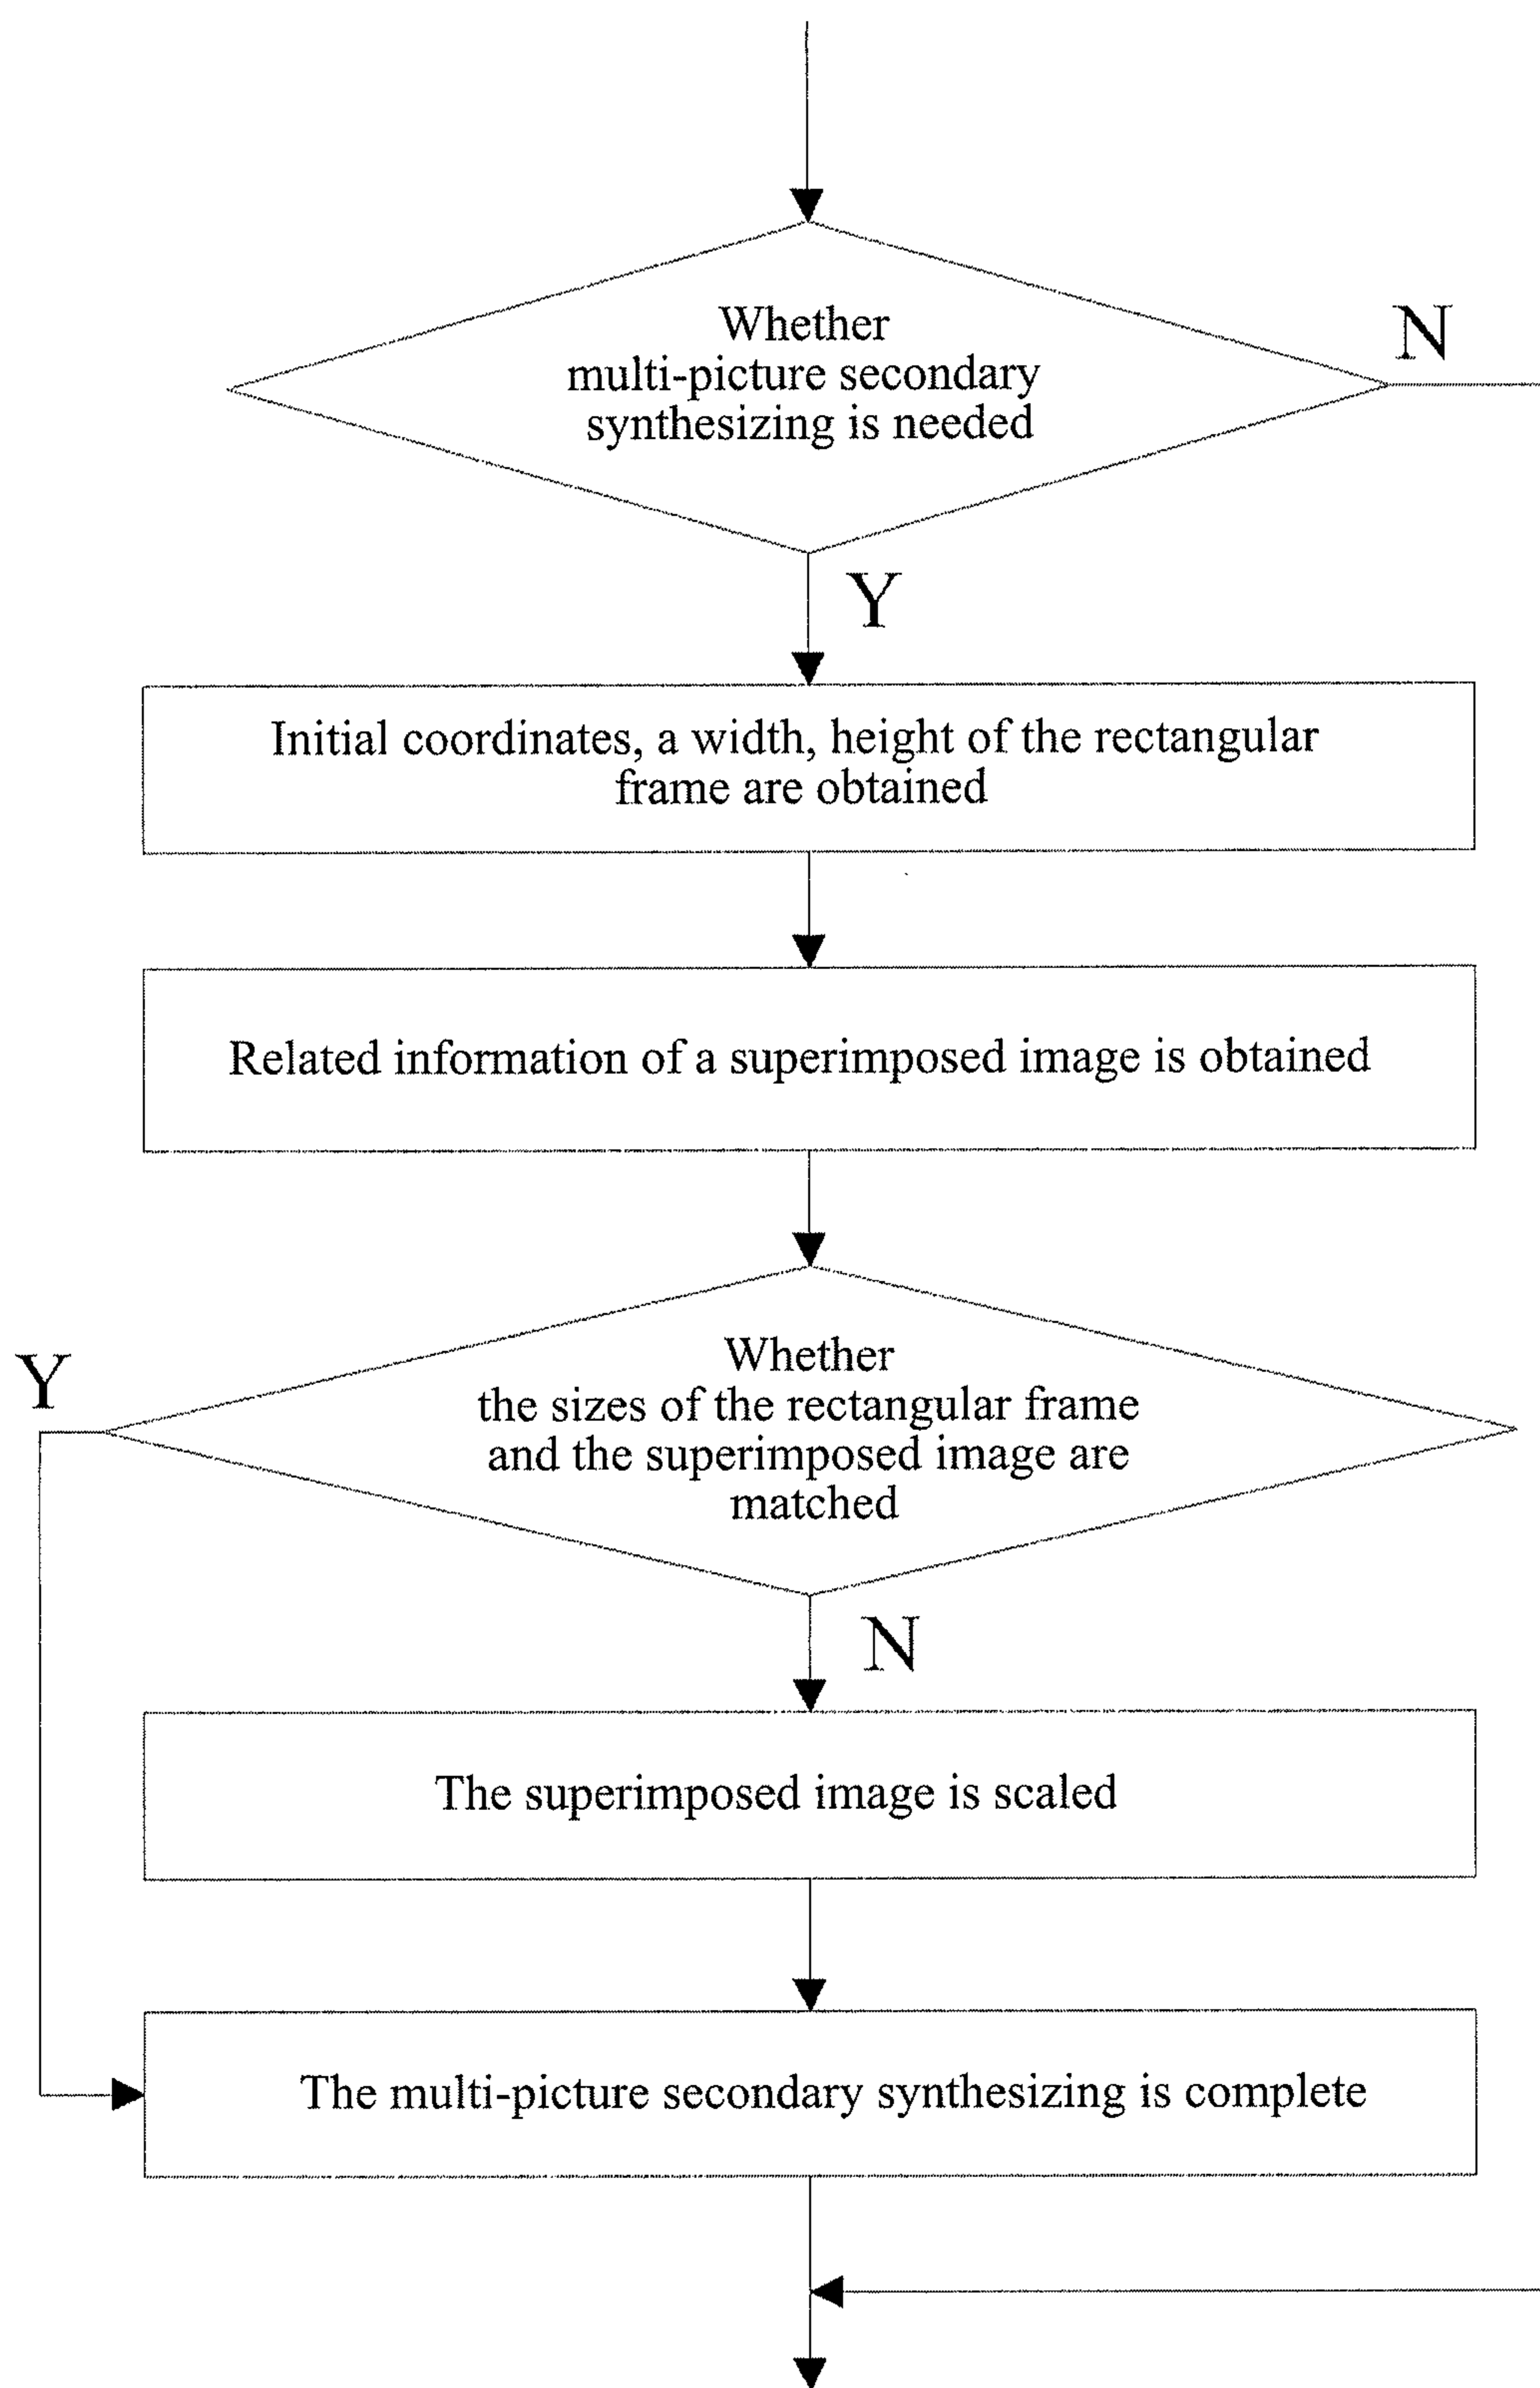 Whether
multi-picture secondary
synthesizing is needed
N
Y
Initial coordinates, a width, height of the rectangular
frame are obtained
Related information of a superimposed image is obtained
Whether
the sizes of the rectangular frame
and the superimposed image are
matched
Y
N
The superimposed image is scaled
The multi-picture secondary synthesizing is complete